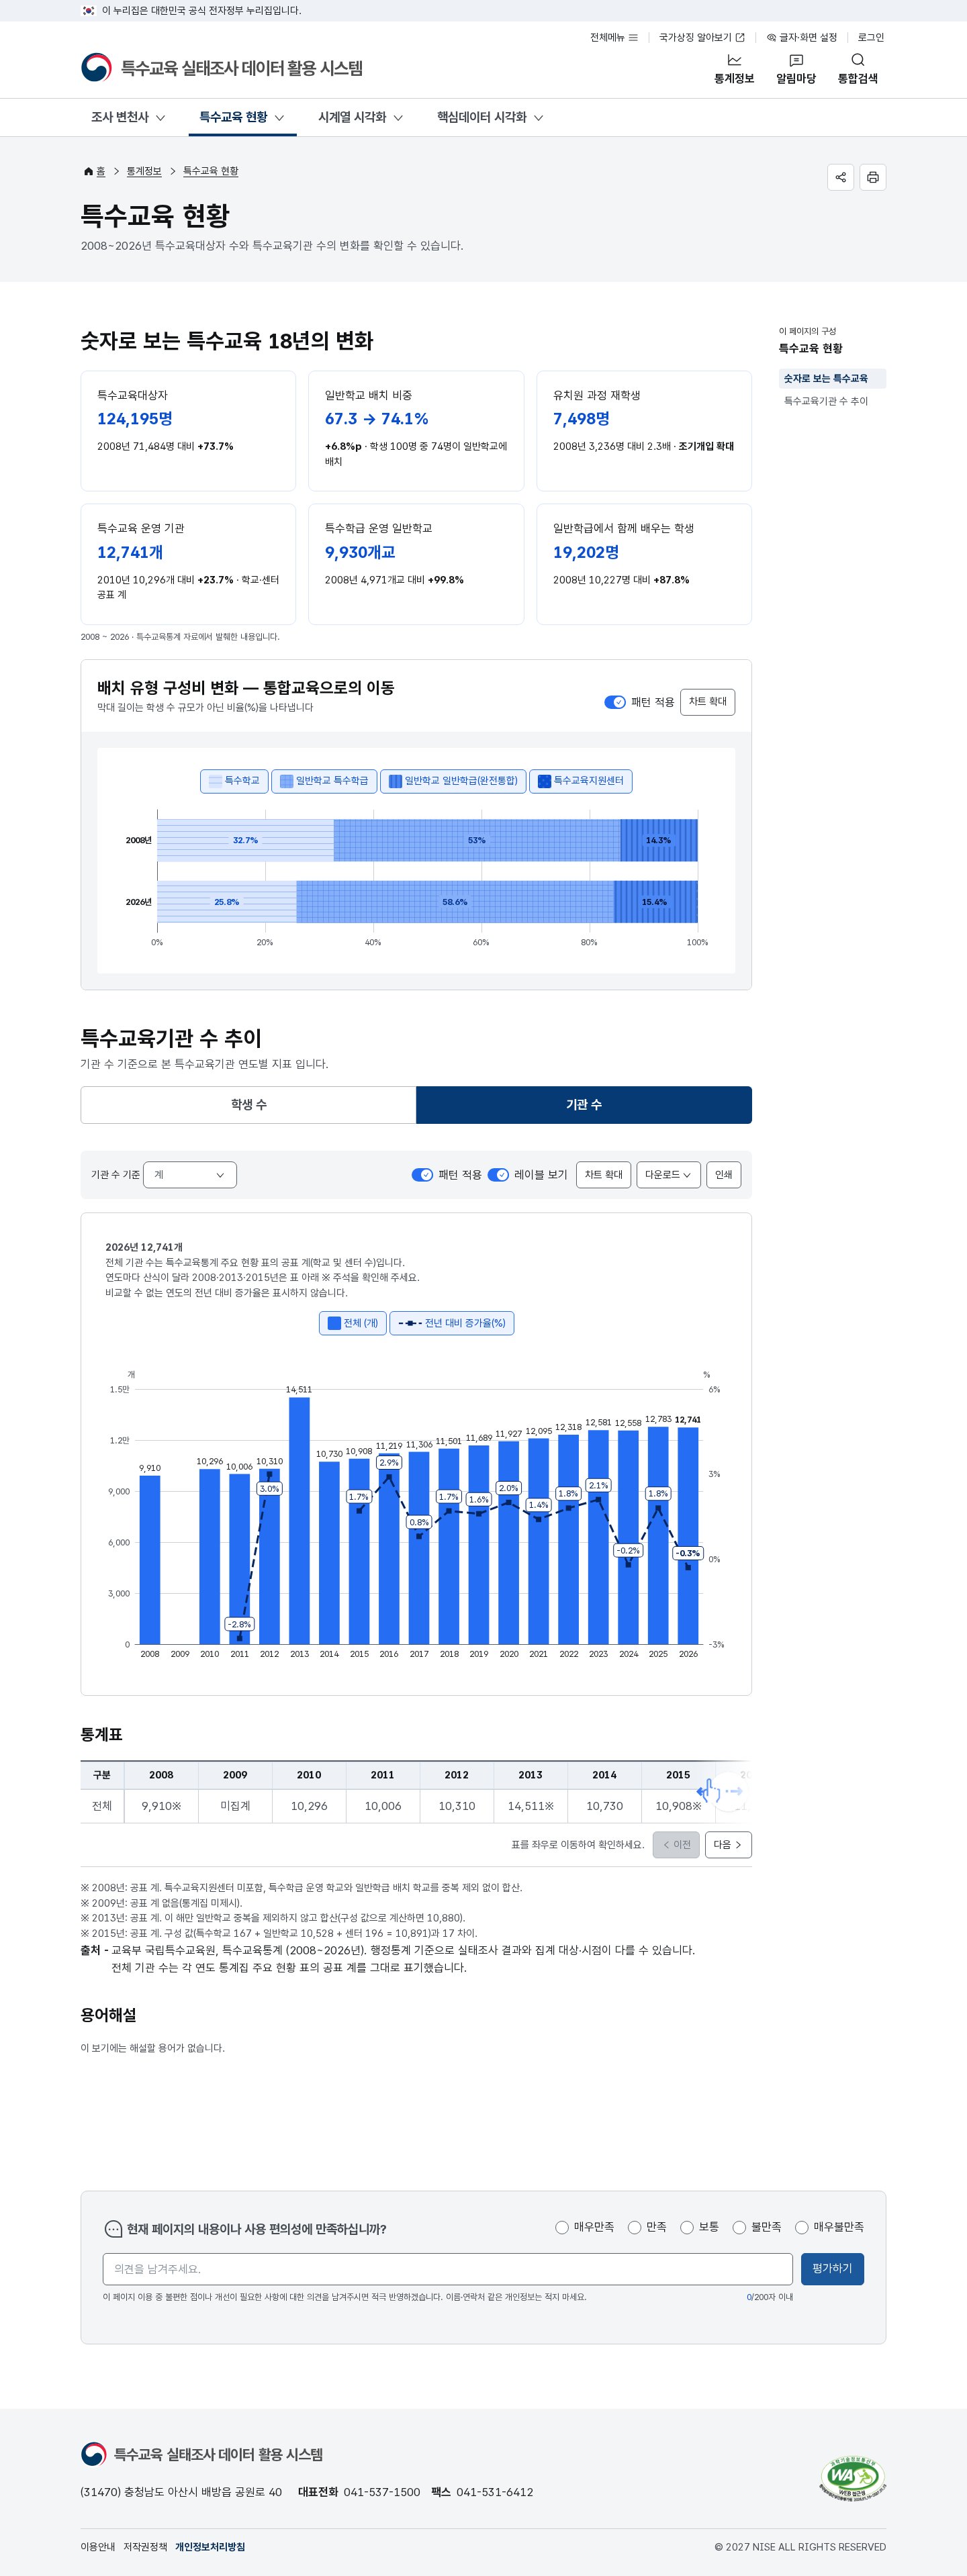 이 누리집은 대한민국 공식 전자정부 누리집입니다.
전체메뉴
국가상징 알아보기
글자·화면 설정
로그인
특수교육 실태조사 데이터 활용 시스템
통계정보
알림마당
통합검색
조사 변천사
특수교육 현황
시계열 시각화
핵심데이터 시각화
홈
통계정보
특수교육 현황
특수교육 현황
2008~2026년 특수교육대상자 수와 특수교육기관 수의 변화를 확인할 수 있습니다.
숫자로 보는 특수교육 18년의 변화
이 페이지의 구성
특수교육 현황
숫자로 보는 특수교육
특수교육기관 수 추이
특수교육대상자
124,195명
2008년 71,484명 대비 +73.7%
일반학교 배치 비중
67.3 → 74.1%
+6.8%p · 학생 100명 중 74명이 일반학교에
배치
유치원 과정 재학생
7,498명
2008년 3,236명 대비 2.3배 · 조기개입 확대
특수교육 운영 기관
12,741개
2010년 10,296개 대비 +23.7% · 학교·센터
공표 계
특수학급 운영 일반학교
9,930개교
2008년 4,971개교 대비 +99.8%
일반학급에서 함께 배우는 학생
19,202명
2008년 10,227명 대비 +87.8%
2008 ~ 2026 · 특수교육통계 자료에서 발췌한 내용입니다.
배치 유형 구성비 변화 — 통합교육으로의 이동
막대 길이는 학생 수 규모가 아닌 비율(%)을 나타냅니다
패턴 적용
차트 확대
특수학교
일반학교 특수학급
일반학교 일반학급(완전통합)
특수교육지원센터
2008년
32.7%
53%
14.3%
2026년
25.8%
58.6%
15.4%
0%
20%
40%
60%
80%
100%
특수교육기관 수 추이
기관 수 기준으로 본 특수교육기관 연도별 지표 입니다.
학생 수
기관 수
기관 수 기준
계
패턴 적용
레이블 보기
차트 확대
다운로드
인쇄
2026년 12,741개
전체 기관 수는 특수교육통계 주요 현황 표의 공표 계(학교 및 센터 수)입니다.
연도마다 산식이 달라 2008·2013·2015년은 표 아래 ※ 주석을 확인해 주세요.
비교할 수 없는 연도의 전년 대비 증가율은 표시하지 않습니다.
전체 (개)
전년 대비 증가율(%)
개
%
1.5만
1.2만
9,000
6,000
3,000
0
6%
3%
0%
-3%
9,910
10,296
10,006
10,310
14,511
10,730
10,908
11,219
11,306
11,501
11,689
11,927
12,095
12,318
12,581
12,558
12,783
12,741
-2.8%
3.0%
1.7%
2.9%
0.8%
1.7%
1.6%
2.0%
1.4%
1.8%
2.1%
-0.2%
1.8%
-0.3%
2008
2009
2010
2011
2012
2013
2014
2015
2016
2017
2018
2019
2020
2021
2022
2023
2024
2025
2026
통계표
구분 2008 2009 2010 2011 2012 2013 2014 2015
전체 9,910※ 미집계 10,296 10,006 10,310 14,511※ 10,730 10,908※
표를 좌우로 이동하여 확인하세요.
이전
다음
※ 2008년: 공표 계. 특수교육지원센터 미포함, 특수학급 운영 학교와 일반학급 배치 학교를 중복 제외 없이 합산.
※ 2009년: 공표 계 없음(통계집 미제시).
※ 2013년: 공표 계. 이 해만 일반학교 중복을 제외하지 않고 합산(구성 값으로 계산하면 10,880).
※ 2015년: 공표 계. 구성 값(특수학교 167 + 일반학교 10,528 + 센터 196 = 10,891)과 17 차이.
출처 - 교육부 국립특수교육원, 특수교육통계 (2008~2026년). 행정통계 기준으로 실태조사 결과와 집계 대상·시점이 다를 수 있습니다.
전체 기관 수는 각 연도 통계집 주요 현황 표의 공표 계를 그대로 표기했습니다.
용어해설
이 보기에는 해설할 용어가 없습니다.
현재 페이지의 내용이나 사용 편의성에 만족하십니까?
매우만족
만족
보통
불만족
매우불만족
의견을 남겨주세요.
평가하기
이 페이지 이용 중 불편한 점이나 개선이 필요한 사항에 대한 의견을 남겨주시면 적극 반영하겠습니다. 이름·연락처 같은 개인정보는 적지 마세요.
0/200자 이내
특수교육 실태조사 데이터 활용 시스템
(31470) 충청남도 아산시 배방읍 공원로 40 대표전화 041-537-1500 팩스 041-531-6412
WA
WEB 접근성
이용안내
저작권정책
개인정보처리방침
© 2027 NISE ALL RIGHTS RESERVED